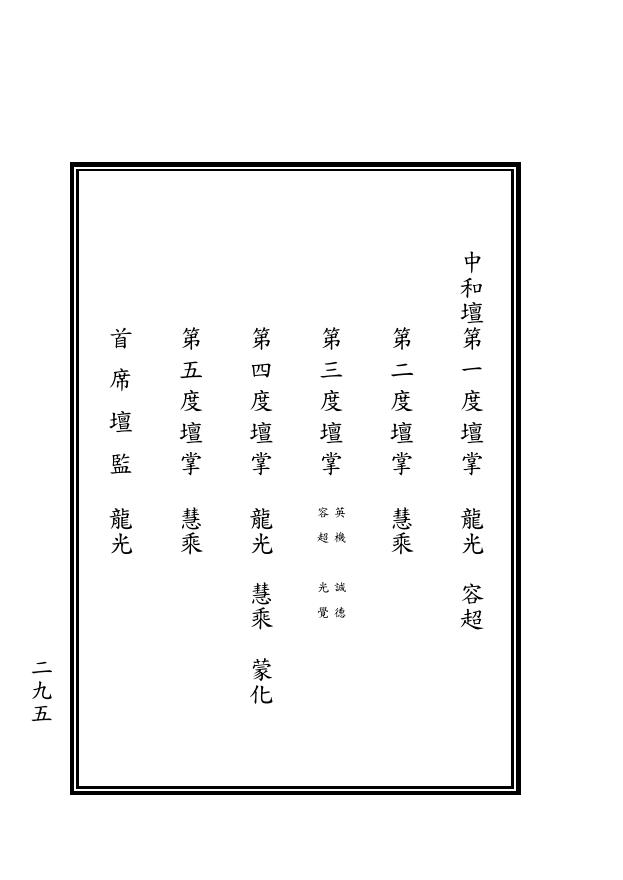 中和壇第一度壇掌　龍光　容超
第二度壇掌　慧乘
第三度壇掌　英機　誠德
容超　光覺
第四度壇掌　龍光　慧乘　蒙化
第五度壇掌　慧乘
首席壇監　龍光
二九五